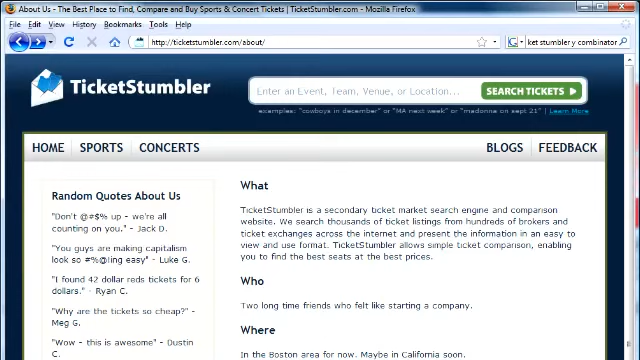 About Us - The Best Place to Find, Compare and Buy Sports & Concert Tickets | TicketStumbler.com - Mozilla Firefox
File Edit View History Bookmarks Tools Help
http://ticketstumbler.com/about/
ket stumbler y combinator
TicketStumbler
Enter an Event, Team, Venue, or Location...
SEARCH TICKETS
examples: "cowboys in december" or "MA next week" or "madonna on sept 21" | Learn More
HOME SPORTS CONCERTS BLOGS FEEDBACK
Random Quotes About Us
"Don't @#$% up - we're all
counting on you." - Jack D.
"You guys are making capitalism
look so #%@!ing easy" - Luke G.
"I found 42 dollar reds tickets for 6
dollars." - Ryan C.
"Why are the tickets so cheap?" -
Meg G.
"Wow - this is awesome" - Dustin
C.
What
TicketStumbler is a secondary ticket market search engine and comparison
website. We search thousands of ticket listings from hundreds of brokers and
ticket exchanges across the internet and present the information in an easy to
view and use format. TicketStumbler allows simple ticket comparison, enabling
you to find the best seats at the best prices.
Who
Two long time friends who felt like starting a company.
Where
In the Boston area for now. Maybe in California soon.